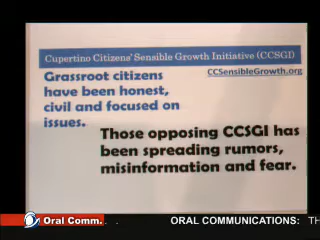 Cupertino Citizens' Sensible Growth Initiative (CCSGI)
Grassroot citizens
CCSensibleGrowth.org
have been honest,
civil and focused on
issues.
Those opposing CCSGI has
been spreading rumors,
misinformation and fear.
Oral Comm. . .
ORAL COMMUNICATIONS: TH